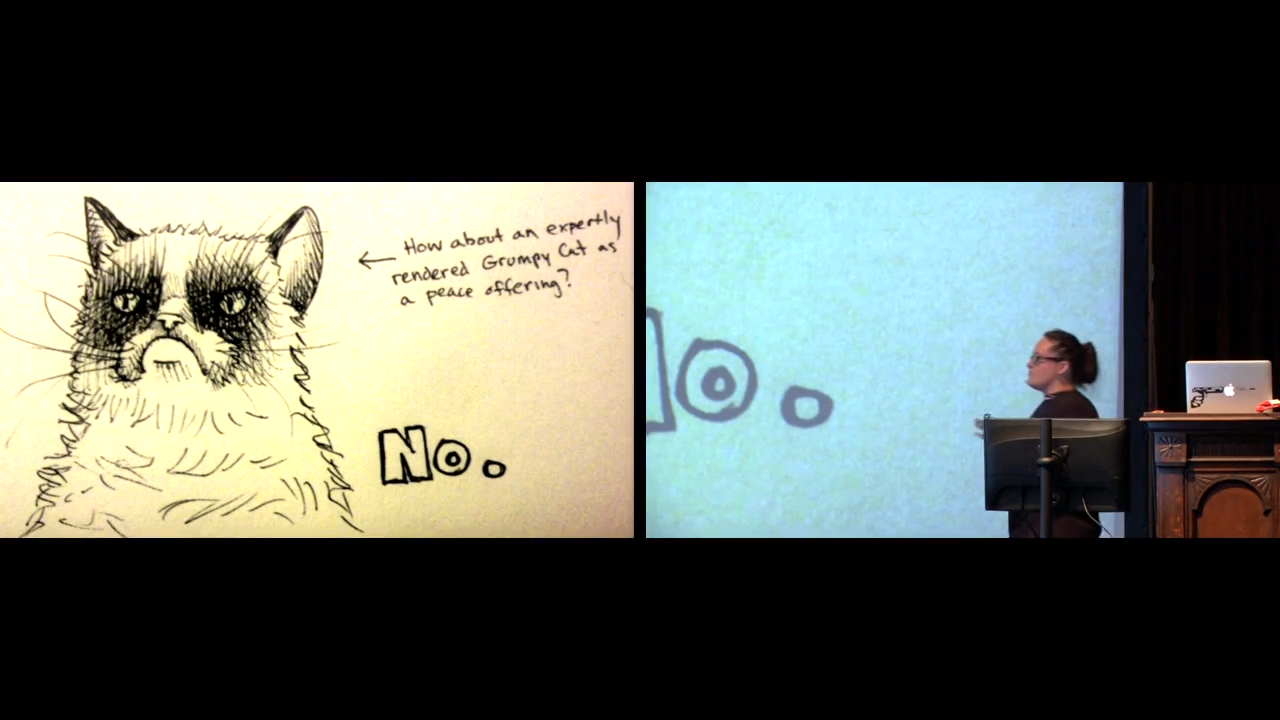 How about an expertly
rendered Grumpy Cat as
a peace offering?
No.
No.